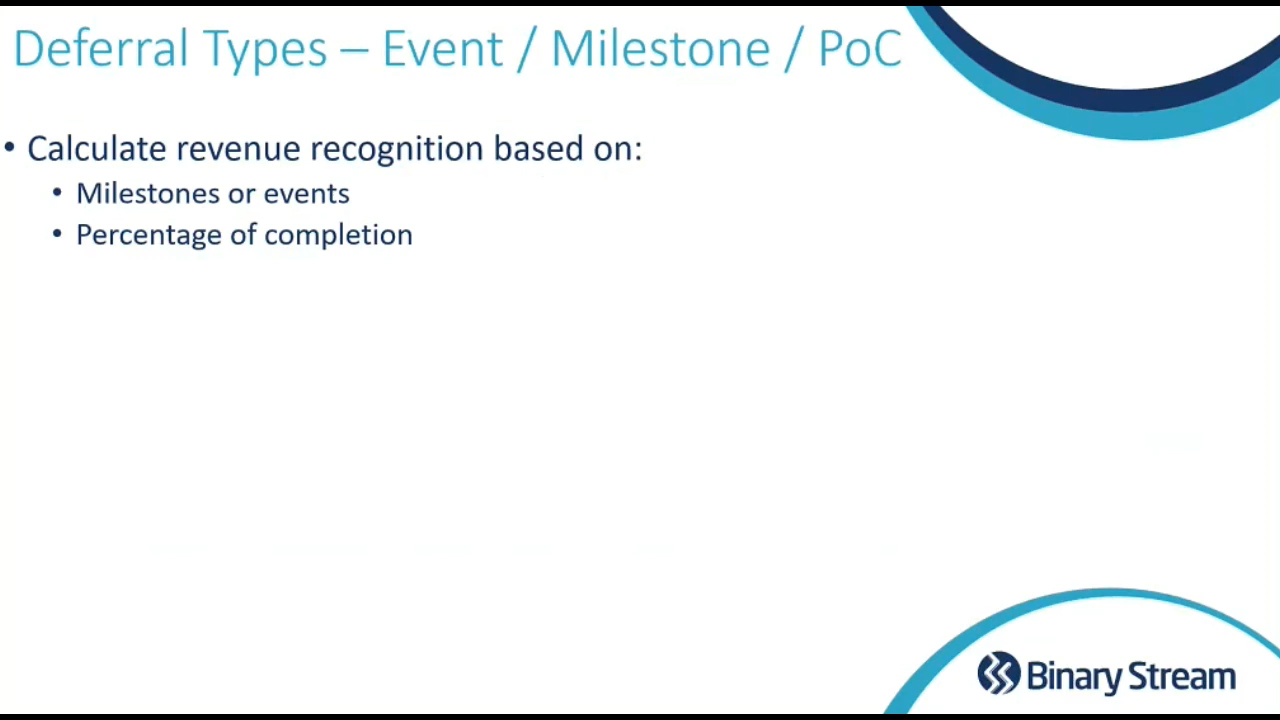 Deferral Types – Event / Milestone / PoC
• Calculate revenue recognition based on:
• Milestones or events
• Percentage of completion
Binary Stream